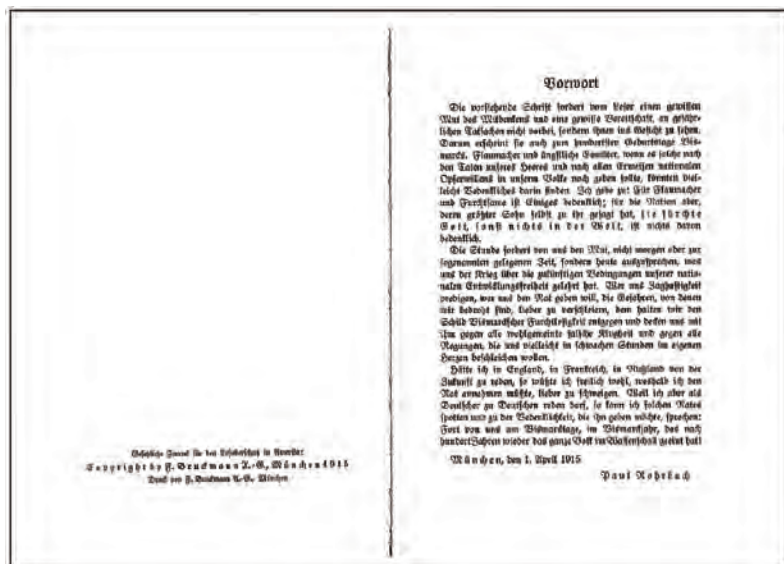 Gesetzliche Formel für den Rechtsschutz in Amerika:
Copyright by F. Bruckmann A.-G., München 1915
Druck von F. Bruckmann A.-G., München
Vorwort
Die vorstehende Schrift fordert vom Leser einen gewissen
Mut des Mitdenkens und eine gewisse Bereitschaft, an gefähr-
lichen Tatsachen nicht vorbei, sondern ihnen ins Gesicht zu sehen.
Darum erscheint sie auch zum hundertsten Geburtstage Bis-
marcks. Flaumacher und ängstliche Gemüter, wenn es solche nach
den Taten unseres Heeres und nach allen Erweisen nationalen
Opferwillens in unserm Volke noch geben sollte, könnten viel-
leicht Bedenkliches darin finden. Ich gebe zu: Für Flaumacher
und Furchtsame ist Einiges bedenklich; für die Nation aber,
deren größter Sohn selbst zu ihr gesagt hat, sie fürchte
Gott, sonst nichts in der Welt, ist nichts davon
bedenklich.
Die Stunde fordert von uns den Mut, nicht morgen oder zur
sogenannten gelegenen Zeit, sondern heute auszusprechen, was
uns der Krieg über die zukünftigen Bedingungen unserer natio-
nalen Entwicklungsfreiheit gelehrt hat. Wer uns Zaghaftigkeit
predigen, wer uns den Rat geben will, die Gefahren, von denen
wir bedroht sind, lieber zu verschleiern, dem halten wir den
Schild Bismarckscher Furchtlosigkeit entgegen und decken uns mit
ihm gegen alle wohlgemeinte falsche Klugheit und gegen alle
Regungen, die uns vielleicht in schwachen Stunden im eigenen
Herzen beschleichen wollen.
Hätte ich in England, in Frankreich, in Rußland von der
Zukunft zu reden, so wüßte ich freilich wohl, weshalb ich den
Rat annehmen müßte, lieber zu schweigen. Weil ich aber als
Deutscher zu Deutschen reden darf, so kann ich solchen Rates
spotten und zu der Bedenklichkeit, die ihn geben möchte, sprechen:
Fort von uns am Bismarcktage, im Bismarckjahr, das nach
hundert Jahren wieder das ganze Volk im Waffenschall geeint hat!
München, den 1. April 1915
Paul Rohrbach